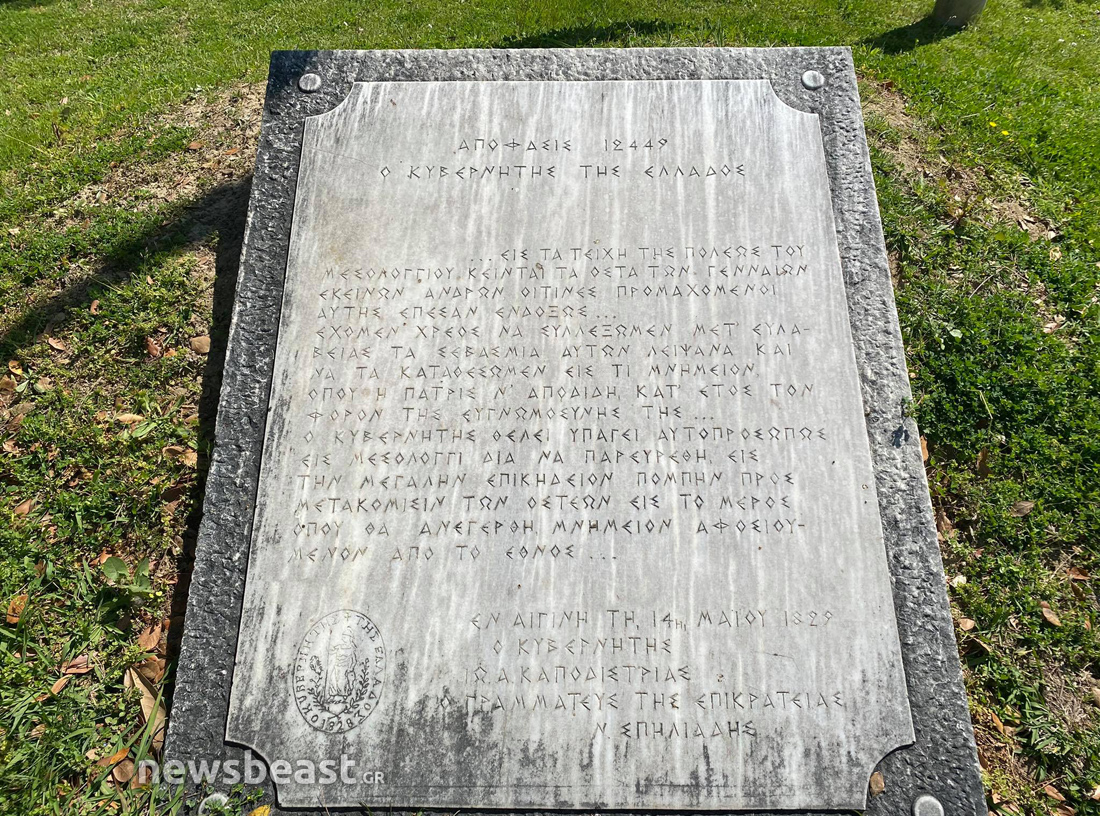 ΑΠΟΦΑΣΙΣ 12449
Ο ΚΥΒΕΡΝΗΤΗΣ ΤΗΣ ΕΛΛΑΔΟΣ
...ΕΙΣ ΤΑ ΤΕΙΧΗ ΤΗΣ ΠΟΛΕΩΣ ΤΟΥ
ΜΕΣΟΛΟΓΓΙΟΥ ΚΕΙΝΤΑΙ ΤΑ ΟΣΤΑ ΤΩΝ ΓΕΝΝΑΙΩΝ
ΕΚΕΙΝΩΝ ΑΝΔΡΩΝ ΟΙΤΙΝΕΣ ΠΡΟΜΑΧΟΜΕΝΟΙ
ΑΥΤΗΣ ΕΠΕΣΑΝ ΕΝΔΟΞΩΣ...
ΕΧΟΜΕΝ ΧΡΕΟΣ ΝΑ ΣΥΛΛΕΞΩΜΕΝ ΜΕΤ' ΕΥΛΑ-
ΒΕΙΑΣ ΤΑ ΣΕΒΑΣΜΙΑ ΑΥΤΩΝ ΛΕΙΨΑΝΑ ΚΑΙ
ΝΑ ΤΑ ΚΑΤΑΘΕΣΩΜΕΝ ΕΙΣ ΤΙ ΜΝΗΜΕΙΟΝ
ΟΠΟΥ Η ΠΑΤΡΙΣ Ν' ΑΠΟΔΙΔΗ, ΚΑΤ' ΕΤΟΣ ΤΟΝ
ΦΟΡΟΝ ΤΗΣ ΕΥΓΝΩΜΟΣΥΝΗΣ ΤΗΣ...
Ο ΚΥΒΕΡΝΗΤΗΣ ΘΕΛΕΙ ΥΠΑΓΕΙ ΑΥΤΟΠΡΟΣΩΠΩΣ
ΕΙΣ ΜΕΣΟΛΟΓΓΙ ΔΙΑ ΝΑ ΠΑΡΕΥΡΕΘΗ, ΕΙΣ
ΤΗΝ ΜΕΓΑΛΗΝ ΕΠΙΚΗΔΕΙΟΝ ΠΟΜΠΗΝ ΠΡΟΣ
ΜΕΤΑΚΟΜΙΣΙΝ ΤΩΝ ΟΣΤΕΩΝ ΕΙΣ ΤΟ ΜΕΡΟΣ
ΟΠΟΥ ΘΑ ΑΝΕΓΕΡΘΗ, ΜΝΗΜΕΙΟΝ ΑΦΟΣΙΟΥ-
ΜΕΝΟΝ ΑΠΟ ΤΟ ΕΘΝΟΣ...
ΕΝ ΑΙΓΙΝΗ ΤΗ, 14Η, ΜΑΪΟΥ 1829
Ο ΚΥΒΕΡΝΗΤΗΣ
ΙΩ.Α.ΚΑΠΟΔΙΣΤΡΙΑΣ
Ο ΓΡΑΜΜΑΤΕΥΣ ΤΗΣ ΕΠΙΚΡΑΤΕΙΑΣ
Ν. ΣΠΗΛΙΑΔΗΣ
Ο ΚΥΒΕΡΝΗΤΗΣ ΤΗΣ ΕΛΛΑΔΟΣ
1828
newsbeast.GR